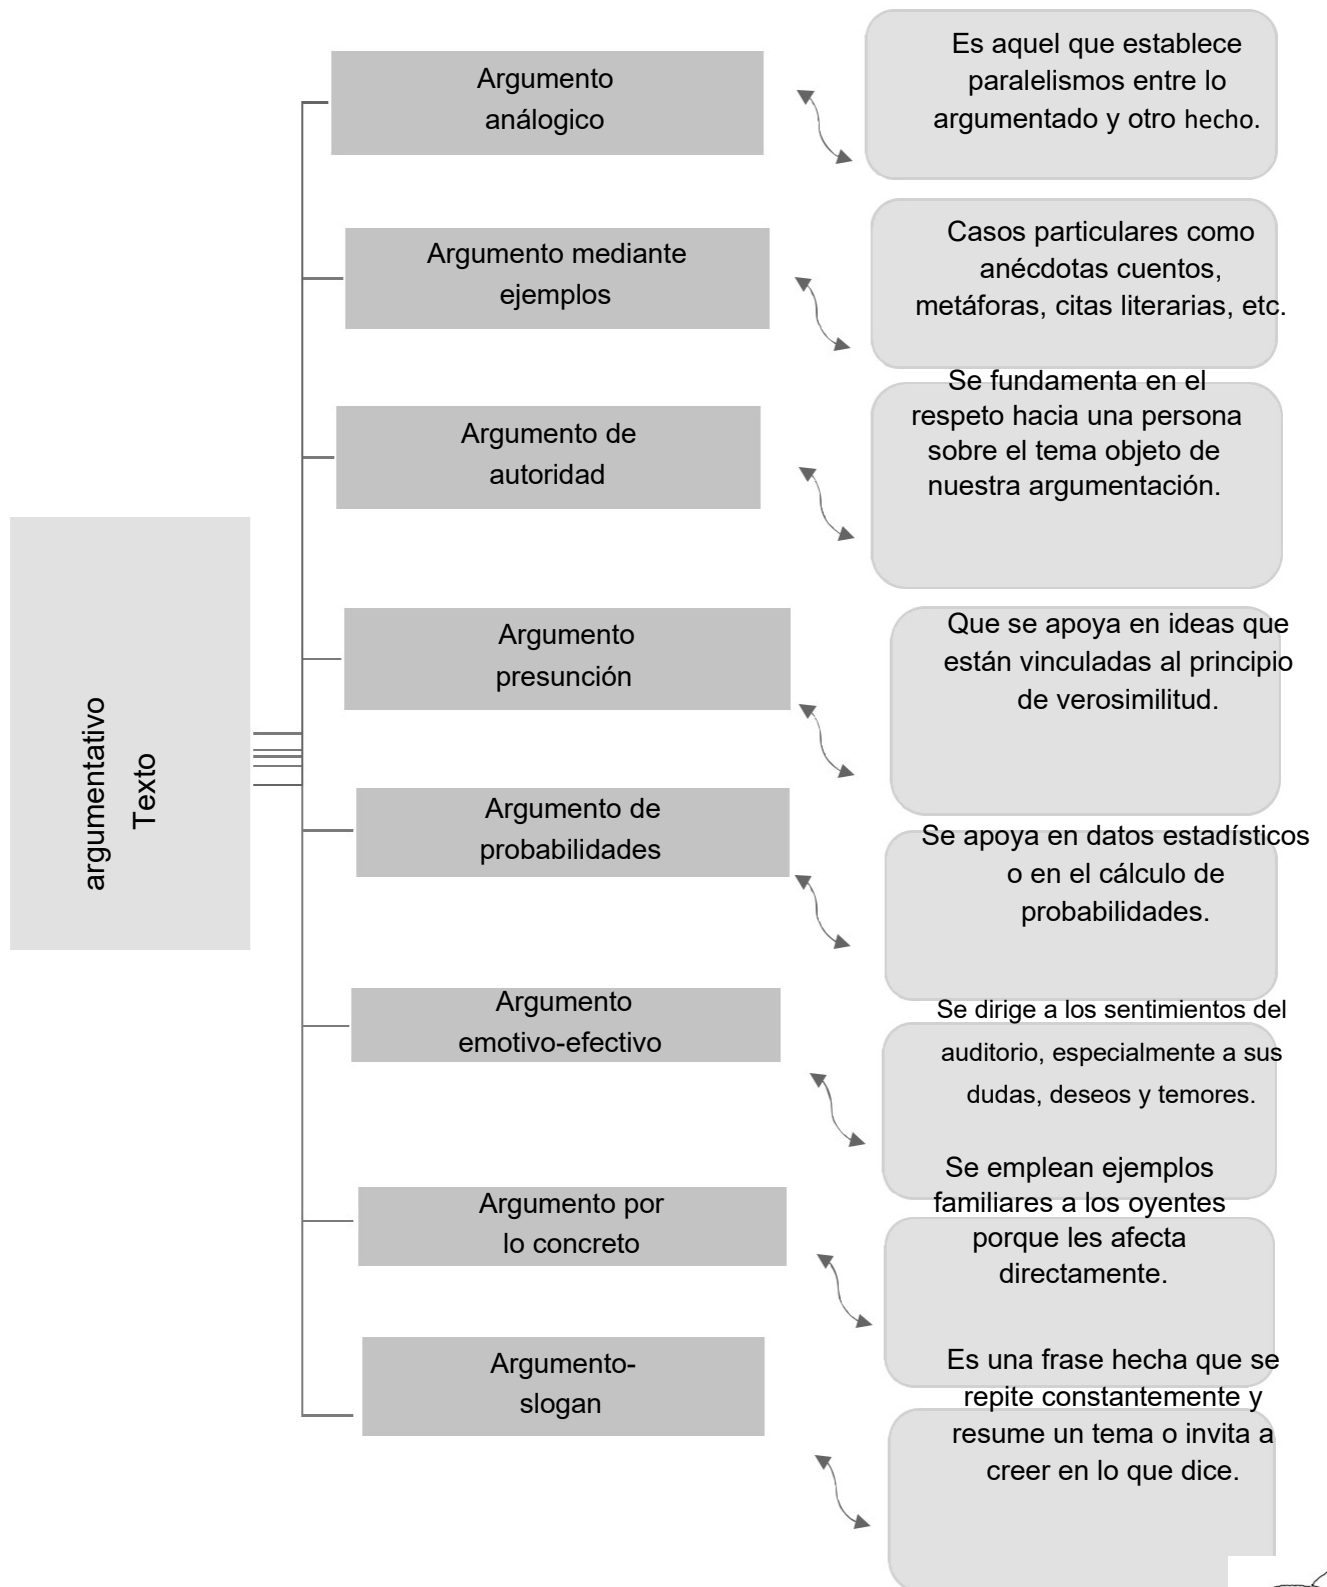 argumentativo
Texto
Argumento
análogico
Es aquel que establece
paralelismos entre lo
argumentado y otro hecho.
Argumento mediante
ejemplos
Casos particulares como
anécdotas cuentos,
metáforas, citas literarias, etc.
Argumento de
autoridad
Se fundamenta en el
respeto hacia una persona
sobre el tema objeto de
nuestra argumentación.
Argumento
presunción
Que se apoya en ideas que
están vinculadas al principio
de verosimilitud.
Argumento de
probabilidades
Se apoya en datos estadísticos
o en el cálculo de
probabilidades.
Argumento
emotivo-efectivo
Se dirige a los sentimientos del
auditorio, especialmente a sus
dudas, deseos y temores.
Argumento por
lo concreto
Se emplean ejemplos
familiares a los oyentes
porque les afecta
directamente.
Argumento-
slogan
Es una frase hecha que se
repite constantemente y
resume un tema o invita a
creer en lo que dice.